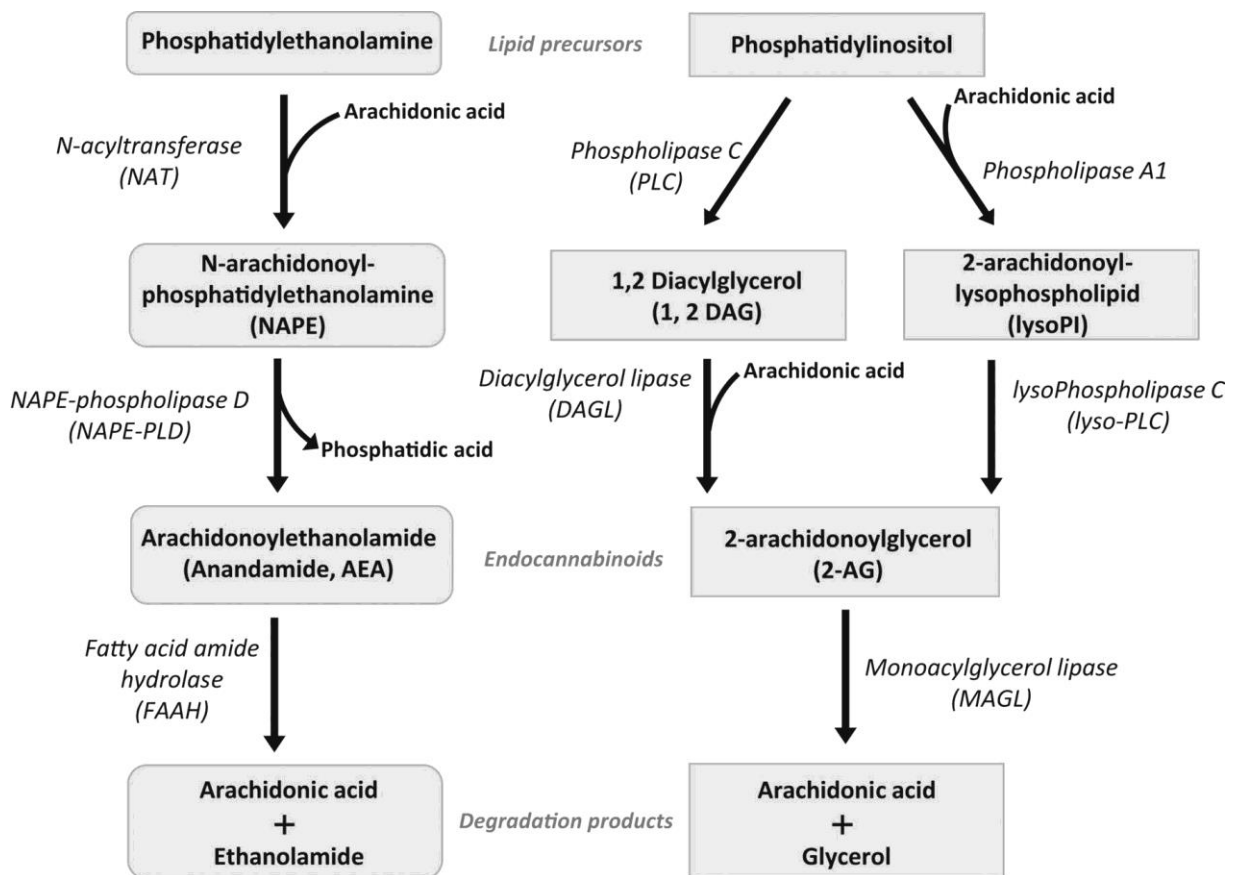 Phosphatidylethanolamine
Lipid precursors
Phosphatidylinositol
Arachidonic acid
Arachidonic acid
N-acyltransferase
(NAT)
Phospholipase C
(PLC)
Phospholipase A1
N-arachidonoyl-
phosphatidylethanolamine
(NAPE)
1,2 Diacylglycerol
(1, 2 DAG)
2-arachidonoyl-
lysophospholipid
(lysoPI)
NAPE-phospholipase D
(NAPE-PLD)
Phosphatidic acid
Diacylglycerol lipase
(DAGL)
Arachidonic acid
lysoPhospholipase C
(lyso-PLC)
Arachidonoylethanolamide
(Anandamide, AEA)
Endocannabinoids
2-arachidonoylglycerol
(2-AG)
Fatty acid amide
hydrolase
(FAAH)
Monoacylglycerol lipase
(MAGL)
Arachidonic acid
+
Ethanolamide
Degradation products
Arachidonic acid
+
Glycerol